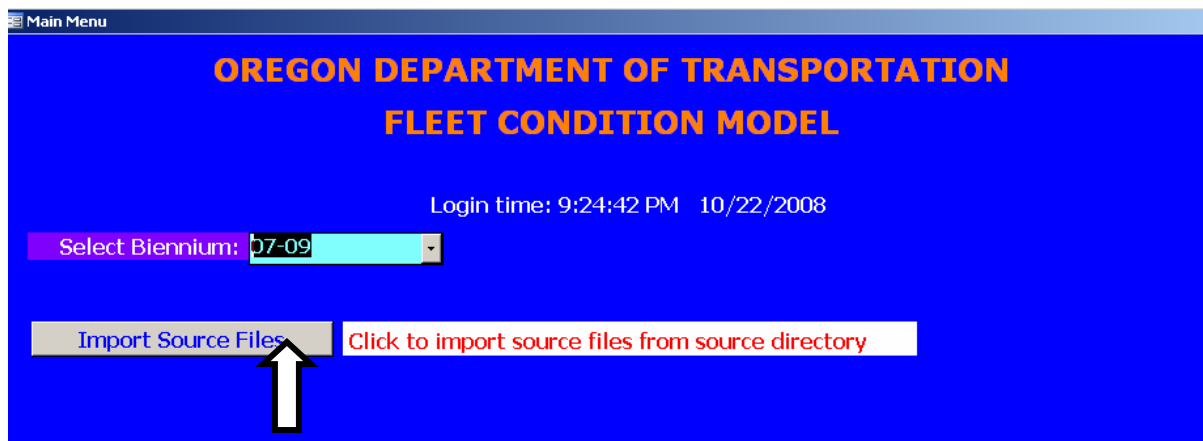 Main Menu
OREGON DEPARTMENT OF TRANSPORTATION
FLEET CONDITION MODEL
Login time: 9:24:42 PM 10/22/2008
Select Biennium: 07-09
Import Source Files Click to import source files from source directory